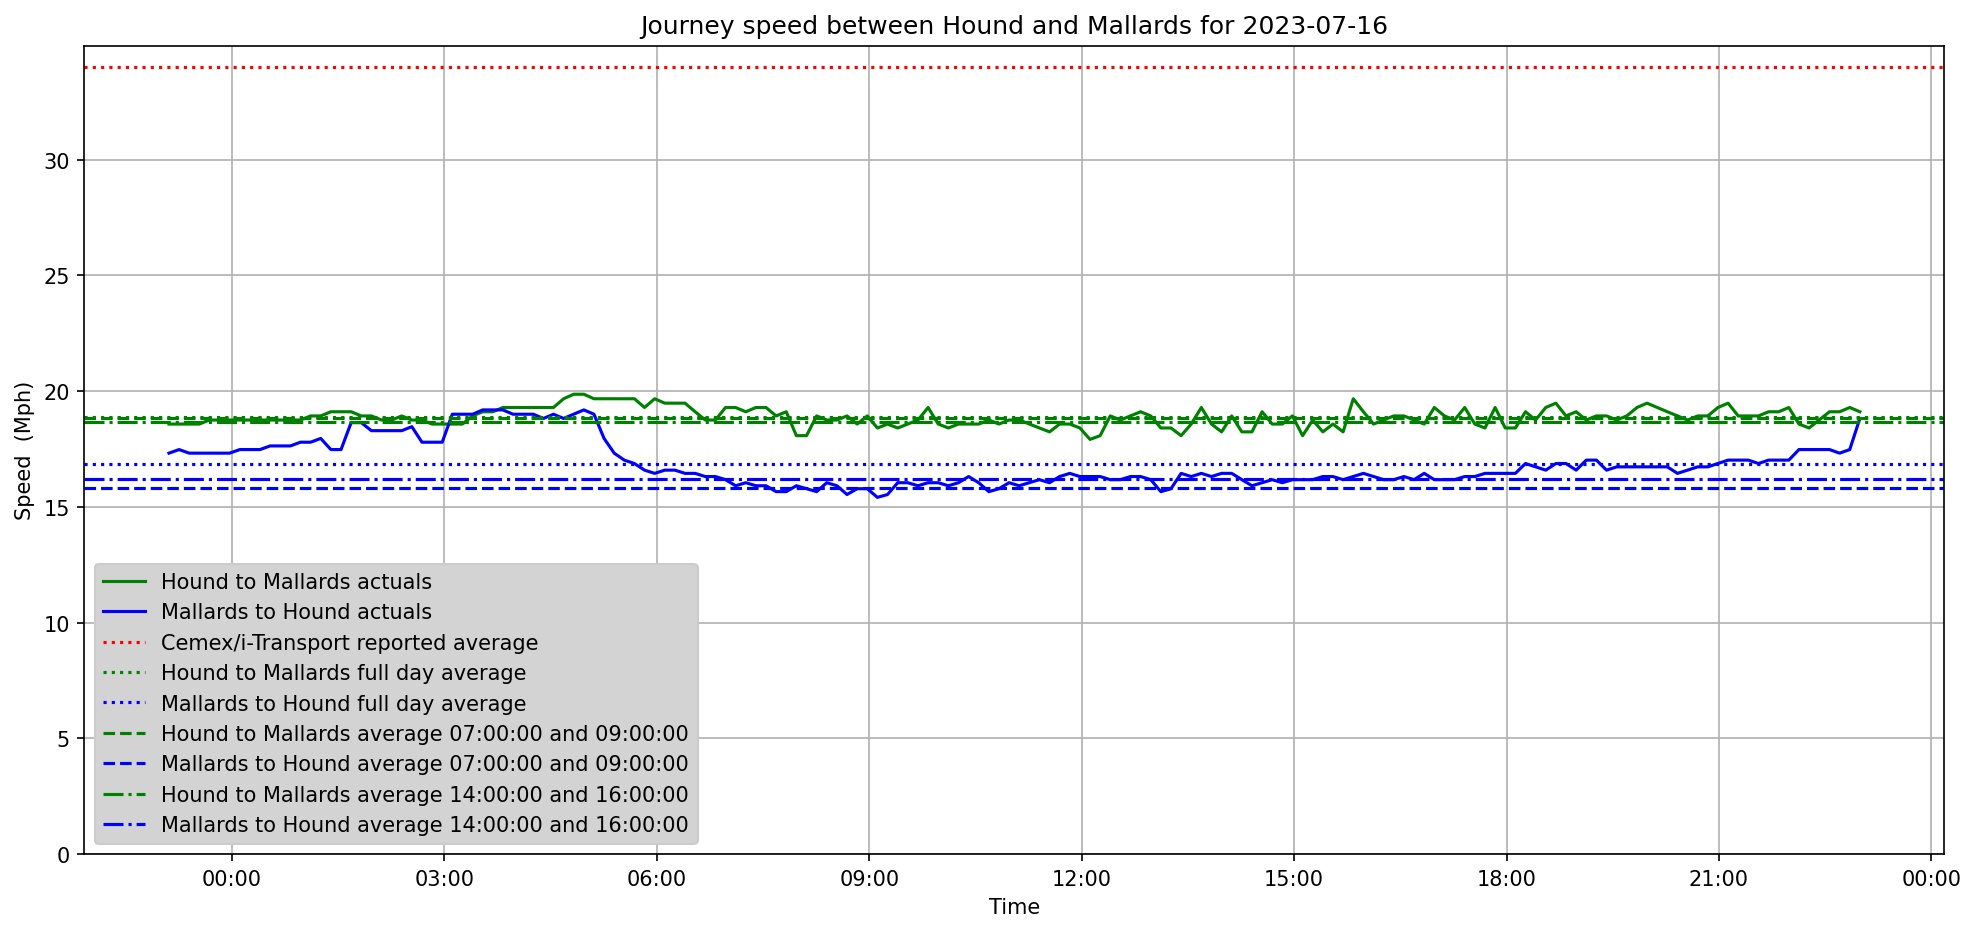 Journey speed between Hound and Mallards for 2023-07-16
30
25
20
15
10
5
0
Speed (Mph)
Hound to Mallards actuals
Mallards to Hound actuals
Cemex/i-Transport reported average
Hound to Mallards full day average
Mallards to Hound full day average
Hound to Mallards average 07:00:00 and 09:00:00
Mallards to Hound average 07:00:00 and 09:00:00
Hound to Mallards average 14:00:00 and 16:00:00
Mallards to Hound average 14:00:00 and 16:00:00
00:00 03:00 06:00 09:00 12:00 15:00 18:00 21:00 00:00
Time